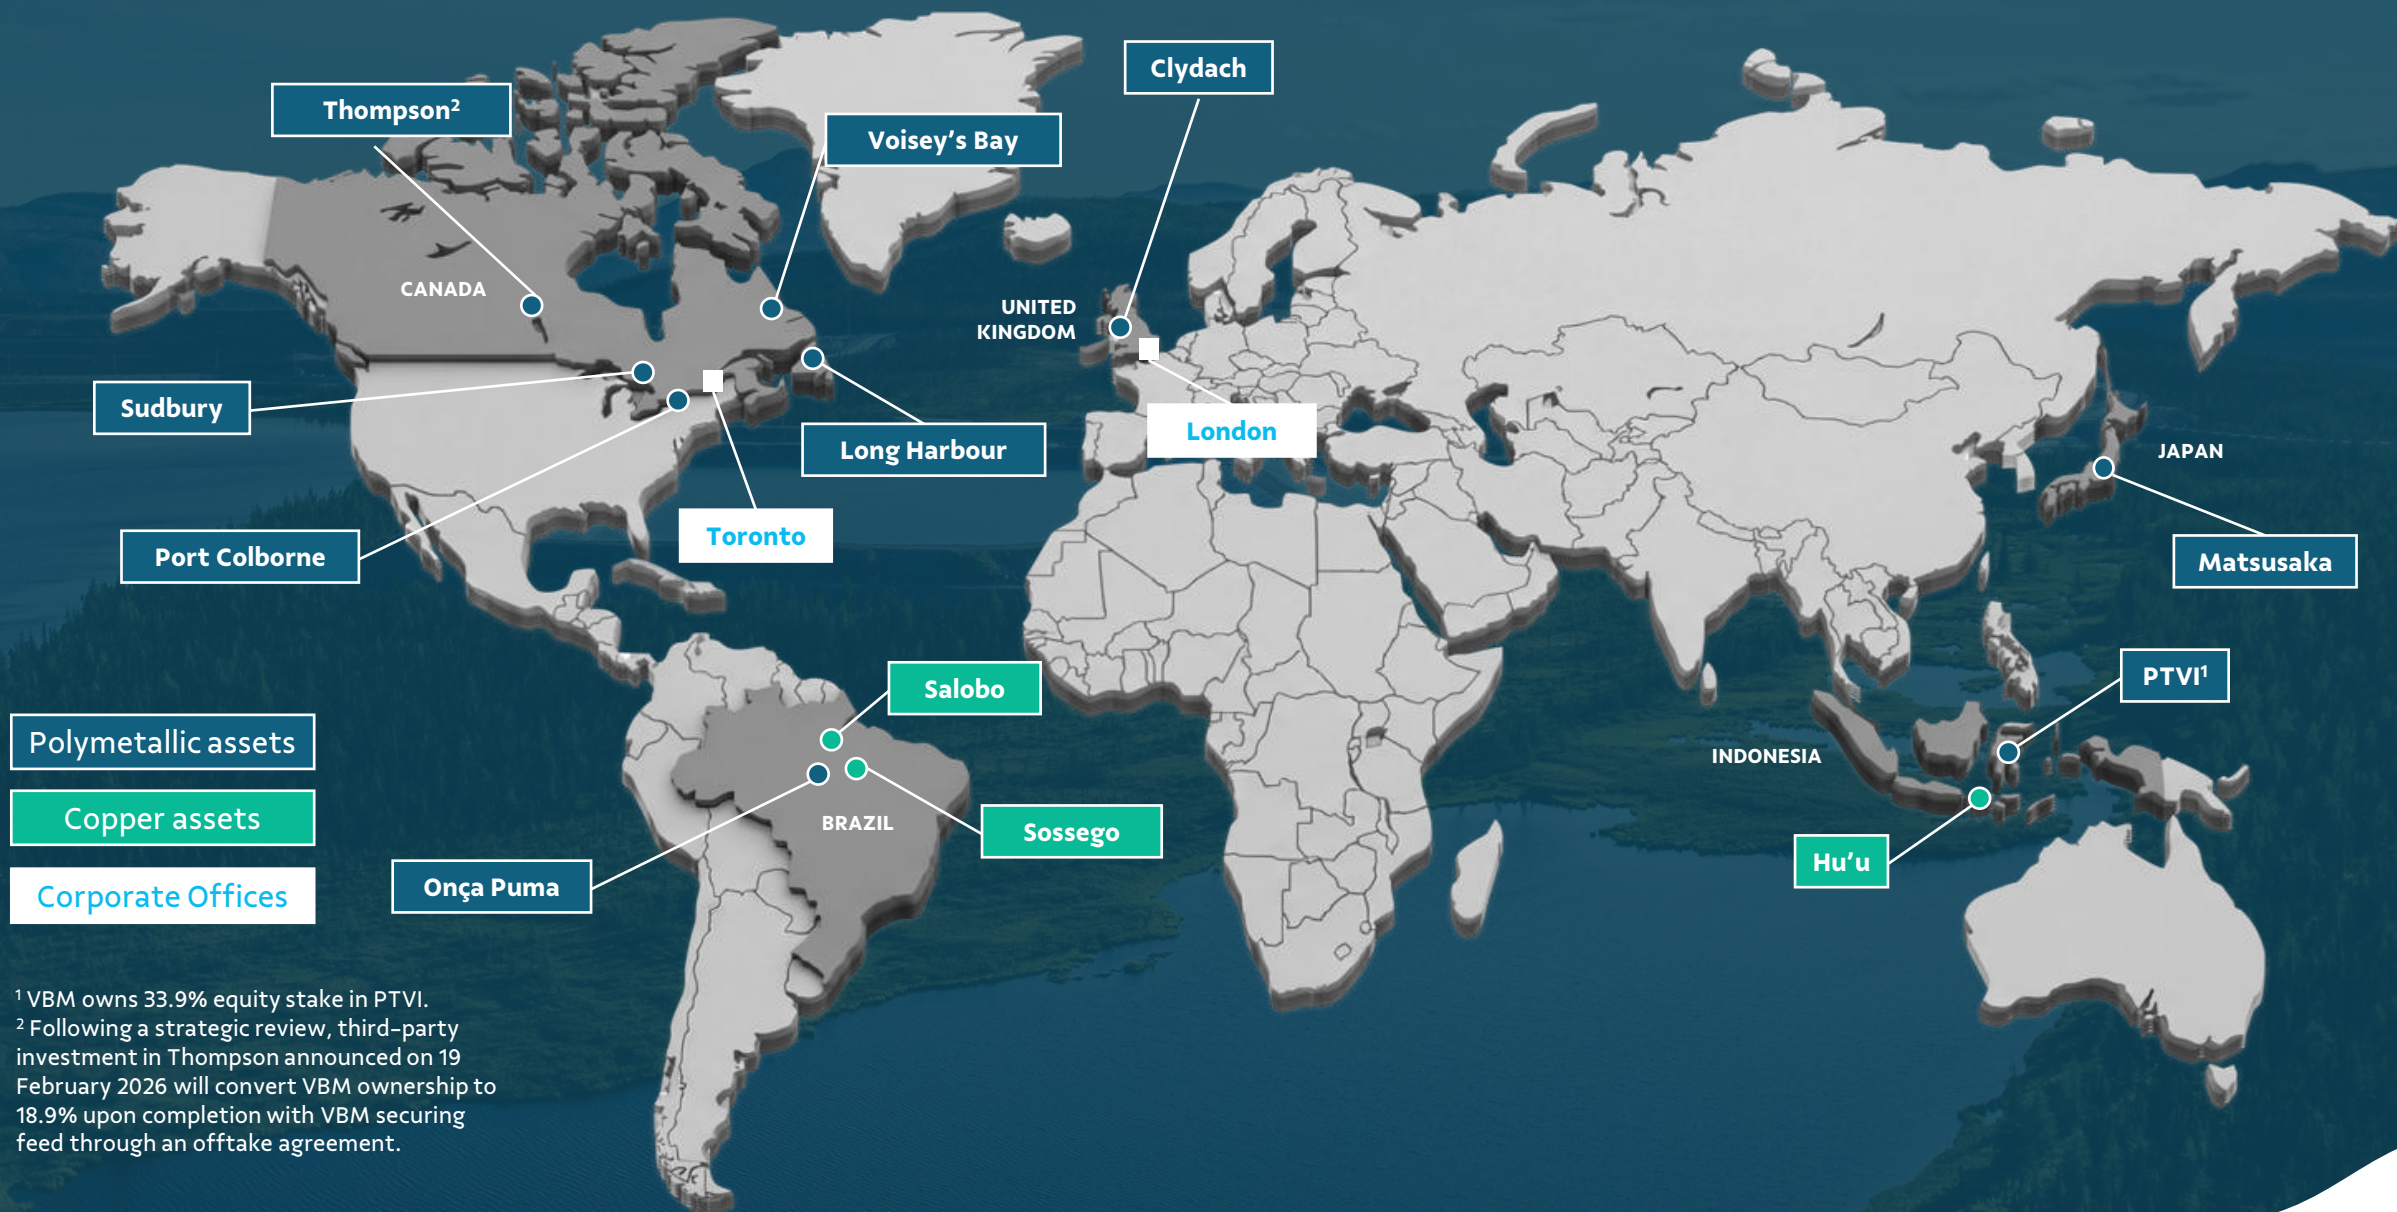 Clydach
Thompson²
Voisey's Bay
CANADA
UNITED
KINGDOM
Sudbury
Long Harbour
London
JAPAN
Port Colborne
Toronto
Matsusaka
Salobo
PTVI¹
Polymetallic assets
INDONESIA
Copper assets
BRAZIL
Sossego
Hu'u
Onça Puma
Corporate Offices
¹ VBM owns 33.9% equity stake in PTVI.
² Following a strategic review, third-party
investment in Thompson announced on 19
February 2026 will convert VBM ownership to
18.9% upon completion with VBM securing
feed through an offtake agreement.